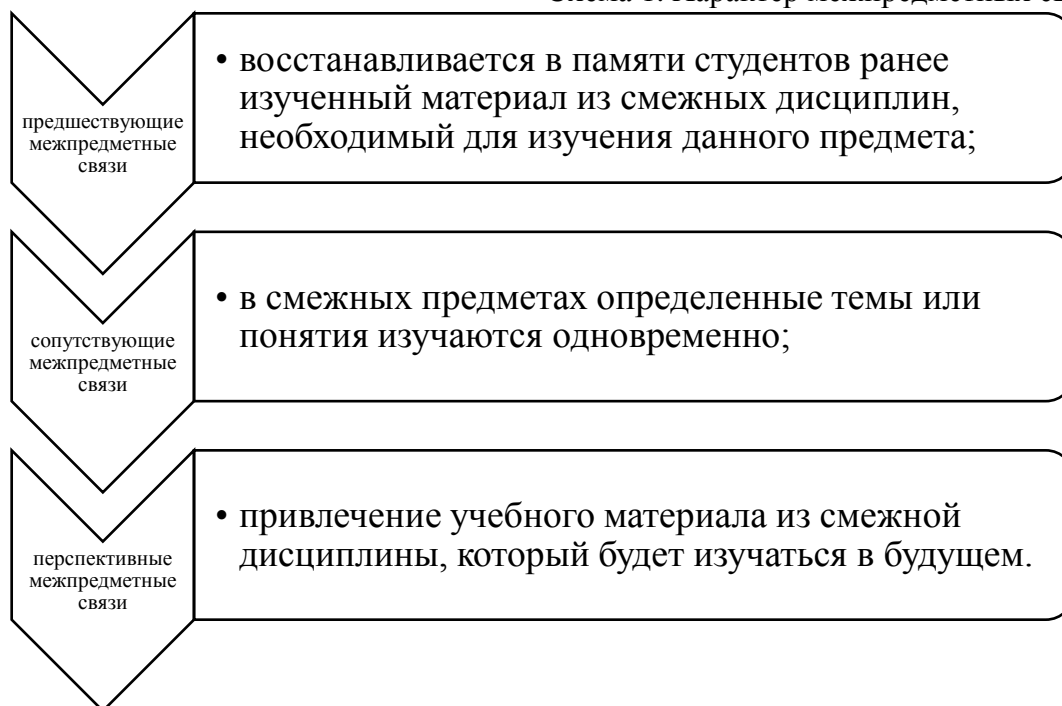 предшествующие
межпредметные
связи
• восстанавливается в памяти студентов ранее
изученный материал из смежных дисциплин,
необходимый для изучения данного предмета;
сопутствующие
межпредметные
связи
• в смежных предметах определенные темы или
понятия изучаются одновременно;
перспективные
межпредметные
связи
• привлечение учебного материала из смежной
дисциплины, который будет изучаться в будущем.